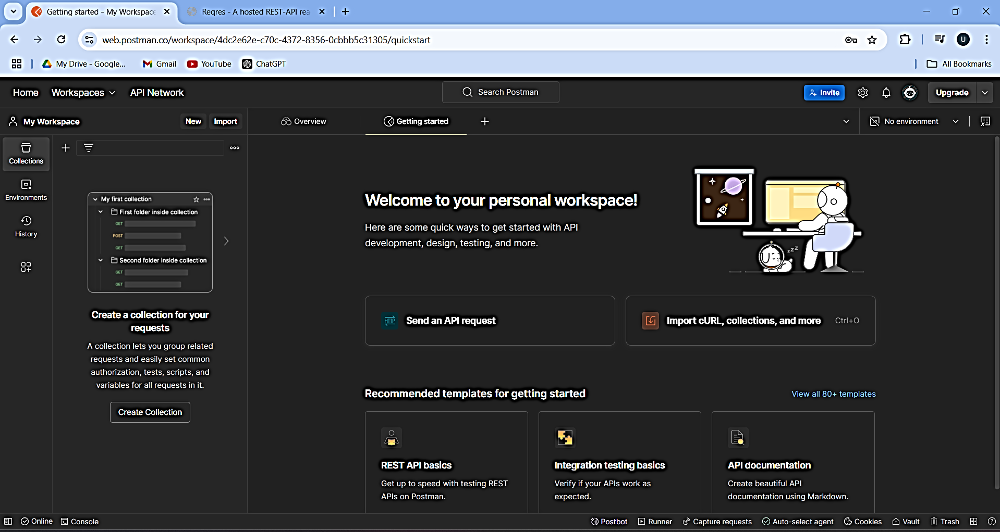 Getting started - My Workspace
Reqres - A hosted REST-API rea
web.postman.co/workspace/4dc2e62e-c70c-4372-8356-0cbbb5c31305/quickstart
U
My Drive - Google...
Gmail
YouTube
ChatGPT
All Bookmarks
Home
Workspaces
API Network
Search Postman
Invite
Upgrade
My Workspace
New
Import
Overview
Getting started
No environment
Collections
Environments
History
My first collection
First folder inside collection
GET
POST
GET
Second folder inside collection
GET
GET
Create a collection for your
requests
A collection lets you group related
requests and easily set common
authorization, tests, scripts, and
variables for all requests in it.
Create Collection
Welcome to your personal workspace!
Here are some quick ways to get started with API
development, design, testing, and more.
zzZ
HTTP
Send an API request
Import cURL, collections, and more
Ctrl+O
Recommended templates for getting started
View all 80+ templates
REST API basics
Get up to speed with testing REST
APIs on Postman.
Integration testing basics
Verify if your APIs work as
expected.
API documentation
Create beautiful API
documentation using Markdown.
Online
Console
Postbot
Runner
Capture requests
Auto-select agent
Cookies
Vault
Trash